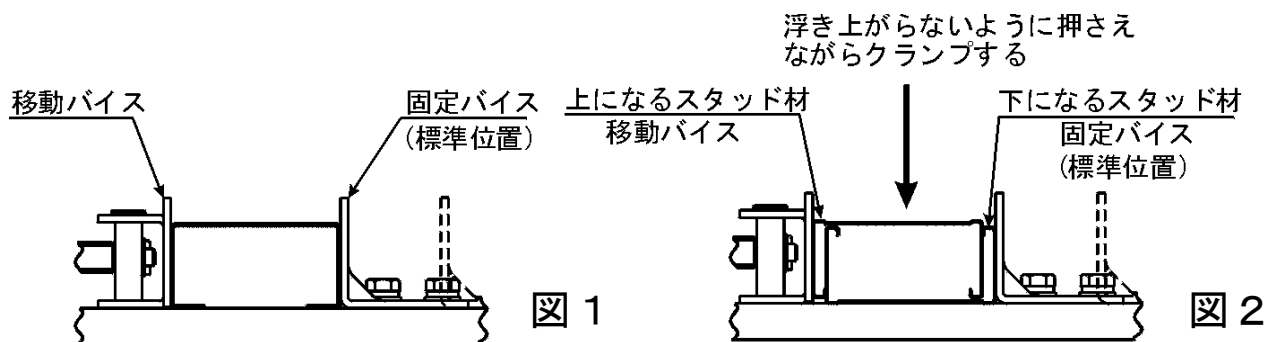 移動バイス
固定バイス
(標準位置)
図1
浮き上がらないように押さえ
ながらクランプする
上になるスタッド材
移動バイス
下になるスタッド材
固定バイス
(標準位置)
図2